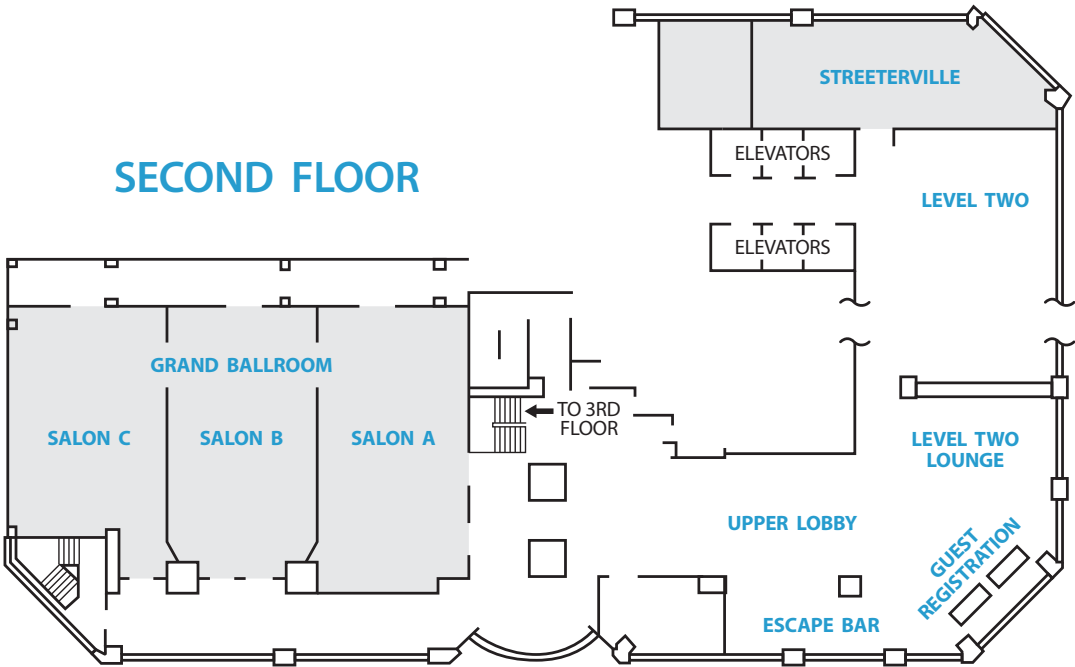 STREETERVILLE
ELEVATORS
SECOND FLOOR
LEVEL TWO
ELEVATORS
GRAND BALLROOM
TO 3RD
FLOOR
SALON C
SALON B
SALON A
LEVEL TWO
LOUNGE
UPPER LOBBY
GUEST
REGISTRATION
ESCAPE BAR